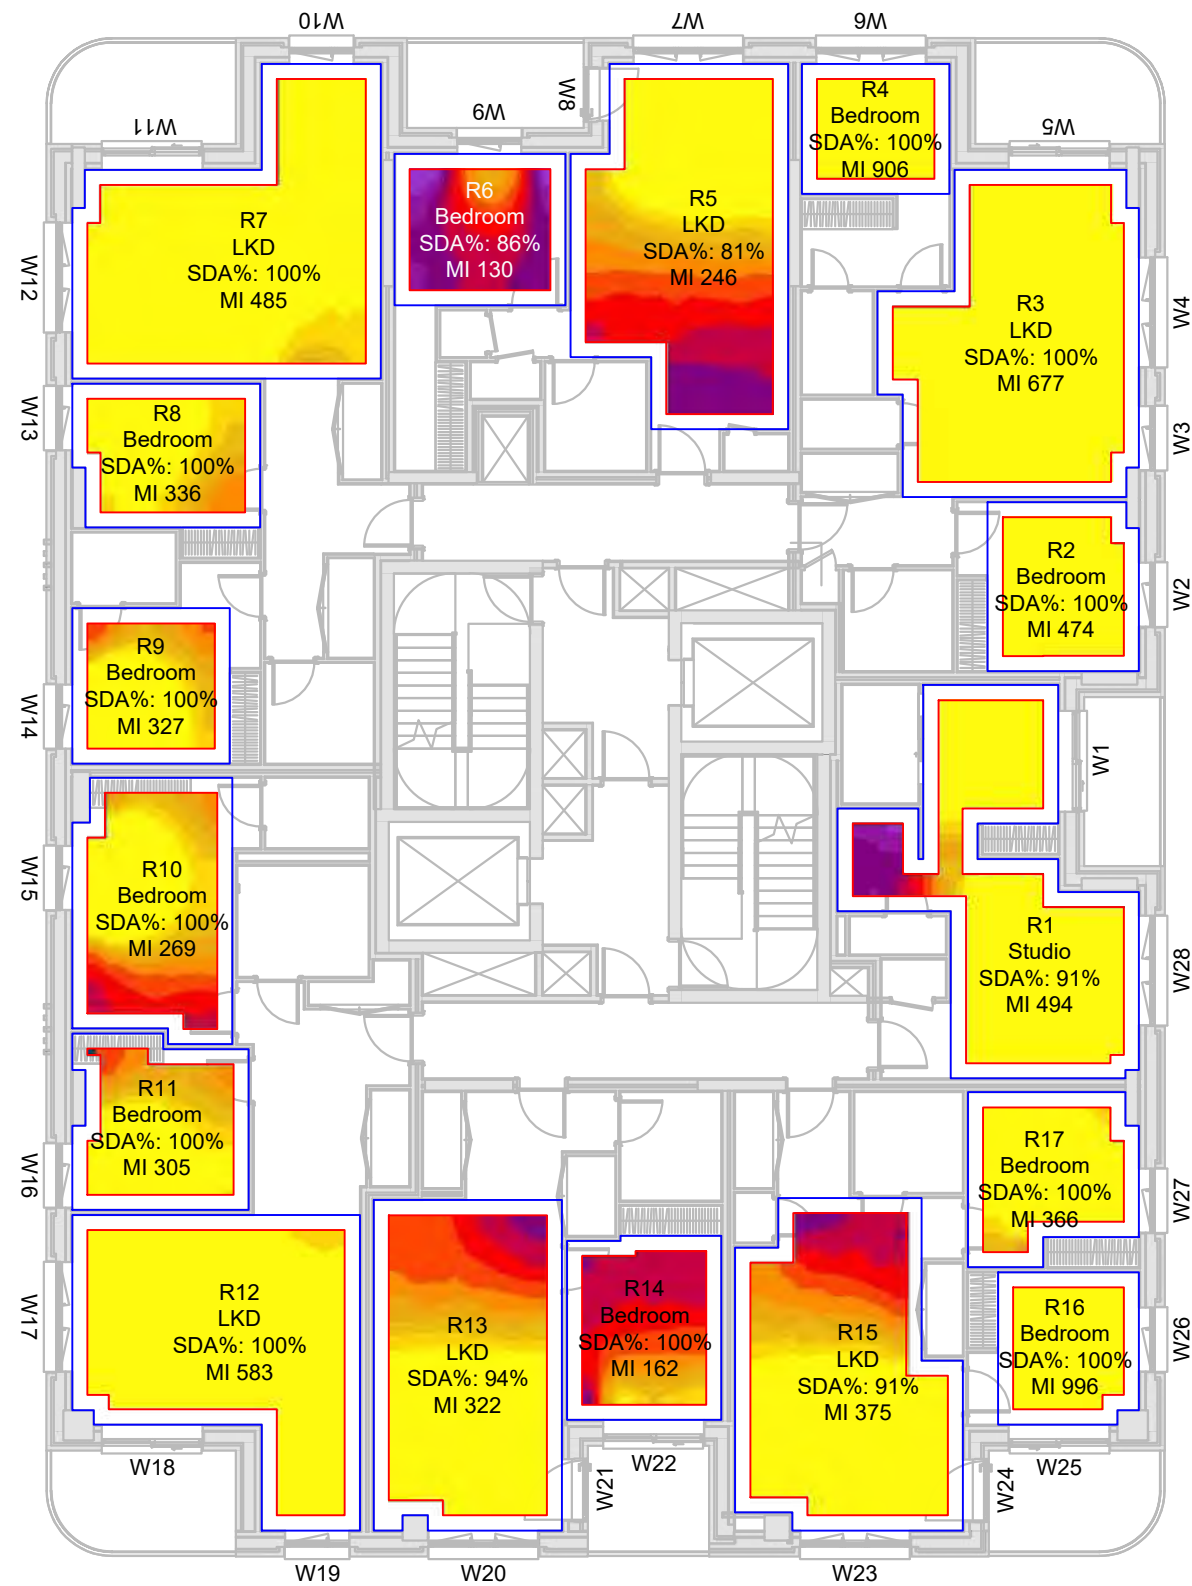 W10
W7
W6
W11
W9
W8
W5
R4
Bedroom
SDA%: 100%
MI 906
R6
Bedroom
SDA%: 86%
MI 130
R5
LKD
SDA%: 81%
MI 246
R7
LKD
SDA%: 100%
MI 485
W12
W4
R3
LKD
SDA%: 100%
MI 677
W13
W3
R8
Bedroom
SDA%: 100%
MI 336
R2
Bedroom
SDA%: 100%
MI 474
W2
R9
Bedroom
SDA%: 100%
MI 327
W14
W1
R10
Bedroom
SDA%: 100%
MI 269
W15
R1
Studio
SDA%: 91%
MI 494
W28
R11
Bedroom
SDA%: 100%
MI 305
W16
R17
Bedroom
SDA%: 100%
MI 366
W27
R12
LKD
SDA%: 100%
MI 583
W17
R13
LKD
SDA%: 94%
MI 322
R14
Bedroom
SDA%: 100%
MI 162
R15
LKD
SDA%: 91%
MI 375
R16
Bedroom
SDA%: 100%
MI 996
W26
W18
W22
W21
W24
W25
W19
W20
W23